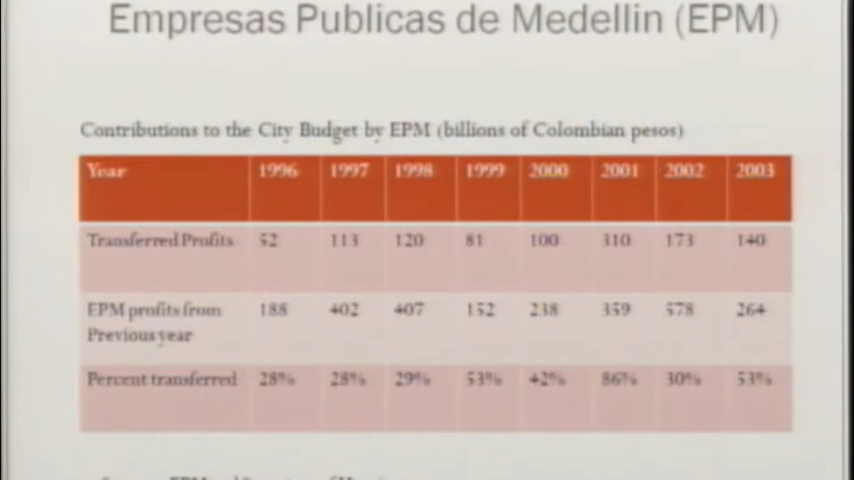 Empresas Publicas de Medellin (EPM)
Contributions to the City Budget by EPM (billions of Colombian pesos)
Year 1996 1997 1998 1999 2000 2001 2002 2003
Transferred Profits 52 113 120 81 100 310 173 140
EPM profits from 188 402 407 152 238 359 578 264
Previous year
Percent transferred 28% 28% 29% 53% 42% 86% 30% 53%